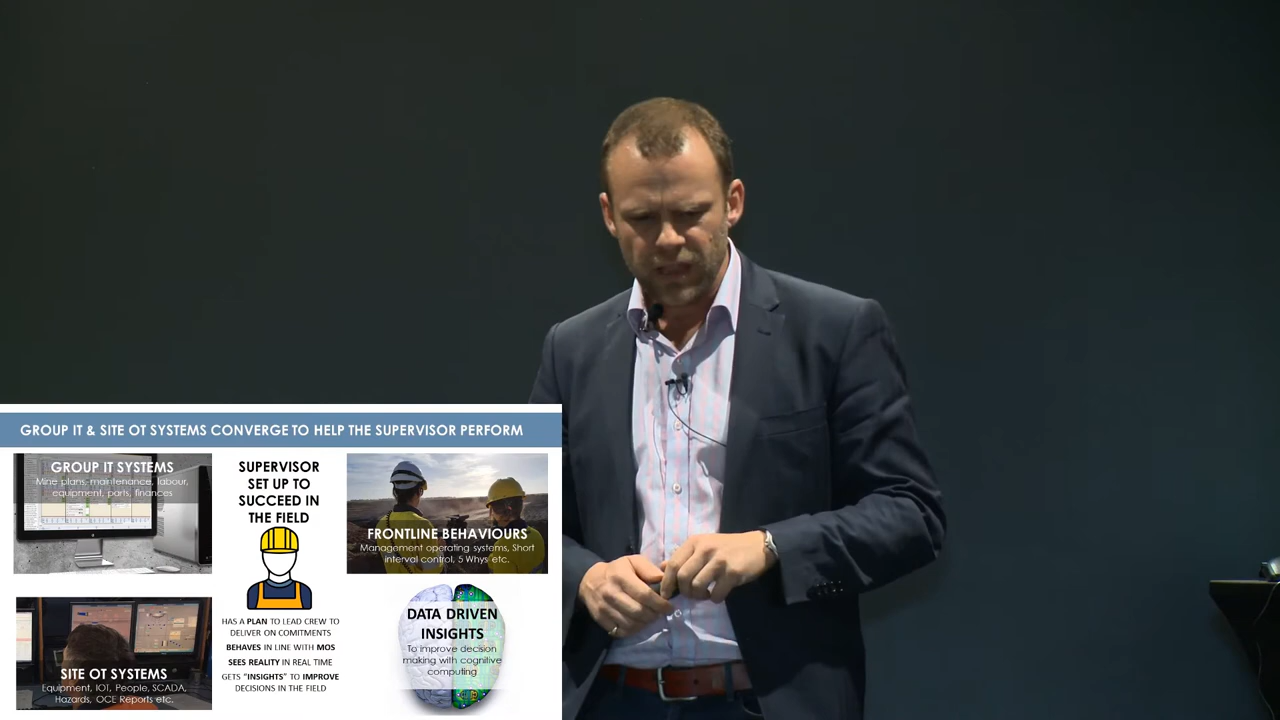 GROUP IT & SITE OT SYSTEMS CONVERGE TO HELP THE SUPERVISOR PERFORM
GROUP IT SYSTEMS
Mine plans, maintenance, labour,
equipment, parts, finances
SITE OT SYSTEMS
Equipment, IOT, People, SCADA,
Hazards, OCE Reports etc.
SUPERVISOR
SET UP TO
SUCCEED IN
THE FIELD
HAS A PLAN TO LEAD CREW TO
DELIVER ON COMITMENTS
BEHAVES IN LINE WITH MOS
SEES REALITY IN REAL TIME
GETS "INSIGHTS" TO IMPROVE
DECISIONS IN THE FIELD
FRONTLINE BEHAVIOURS
Management operating systems, Short
interval control, 5 Whys etc.
DATA DRIVEN
INSIGHTS
To improve decision
making with cognitive
computing